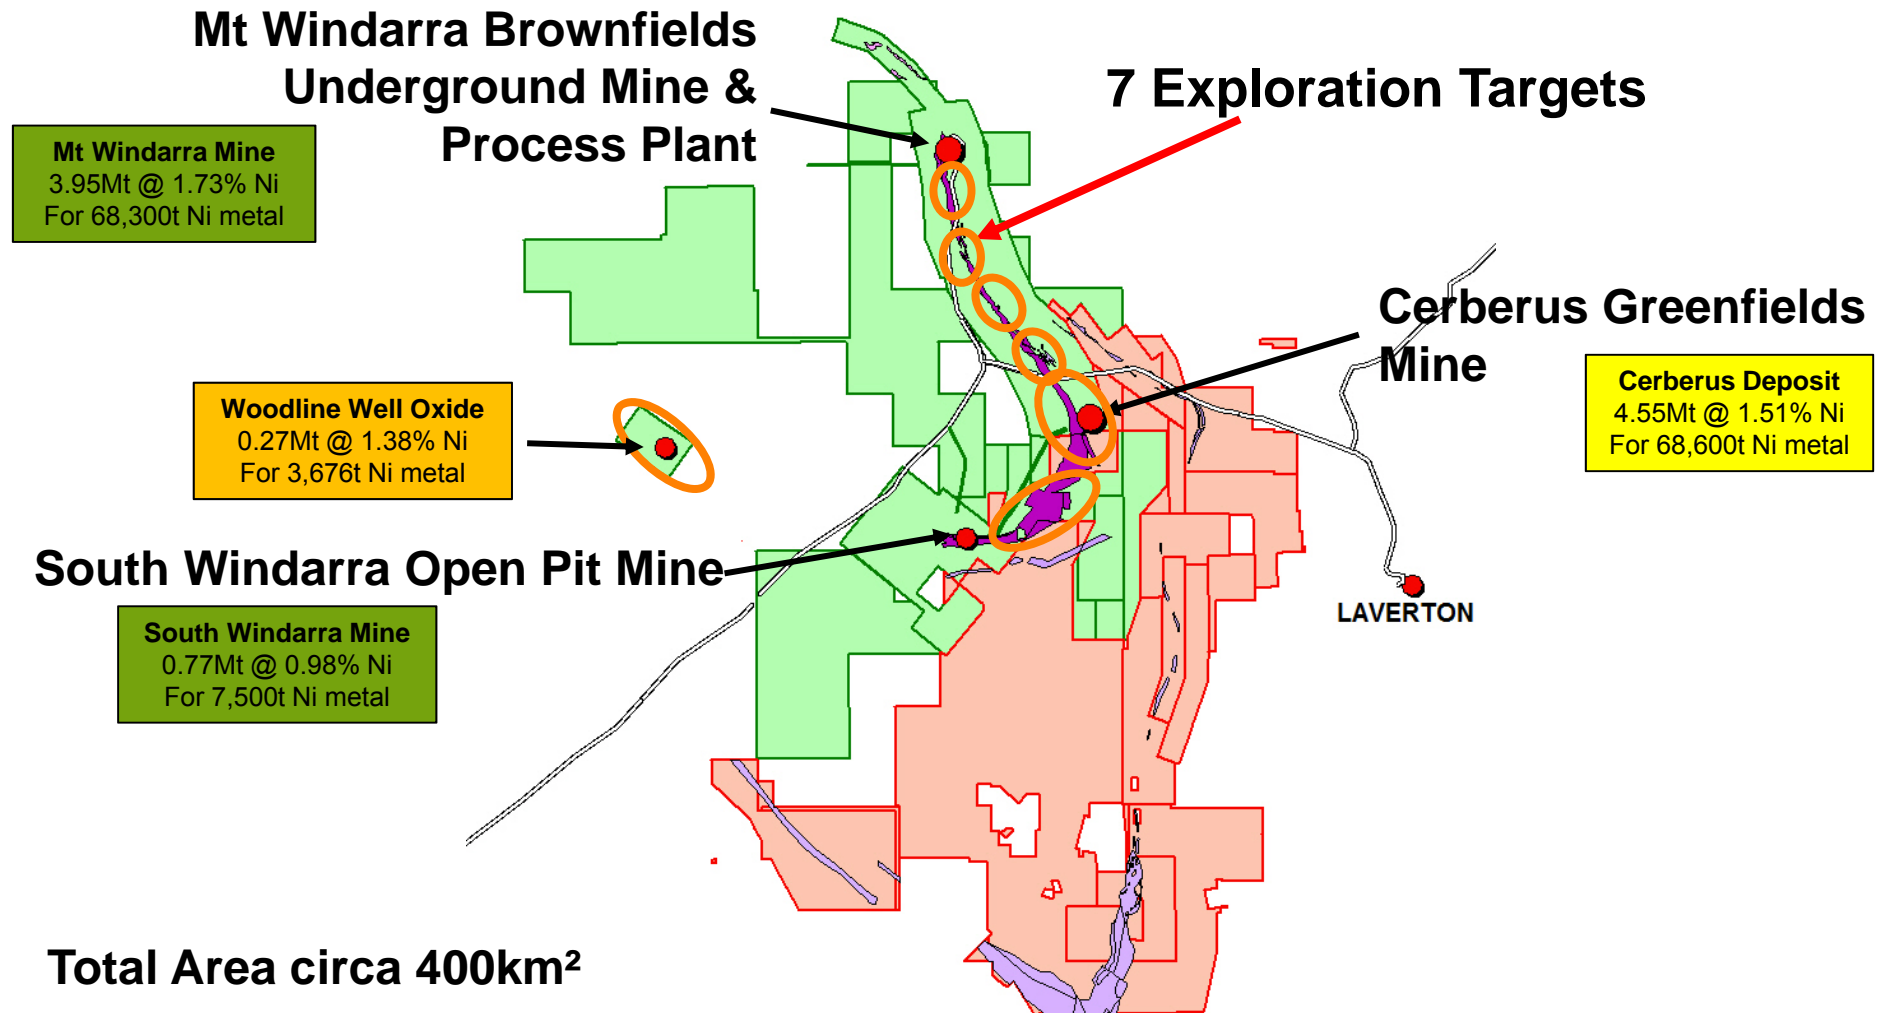 Mt Windarra Brownfields
Underground Mine &
Process Plant
7 Exploration Targets
Mt Windarra Mine
3.95Mt @ 1.73% Ni
For 68,300t Ni metal
Cerberus Greenfields
Mine
Cerberus Deposit
4.55Mt @ 1.51% Ni
For 68,600t Ni metal
Woodline Well Oxide
0.27Mt @ 1.38% Ni
For 3,676t Ni metal
South Windarra Open Pit Mine
LAVERTON
South Windarra Mine
0.77Mt @ 0.98% Ni
For 7,500t Ni metal
Total Area circa 400km²